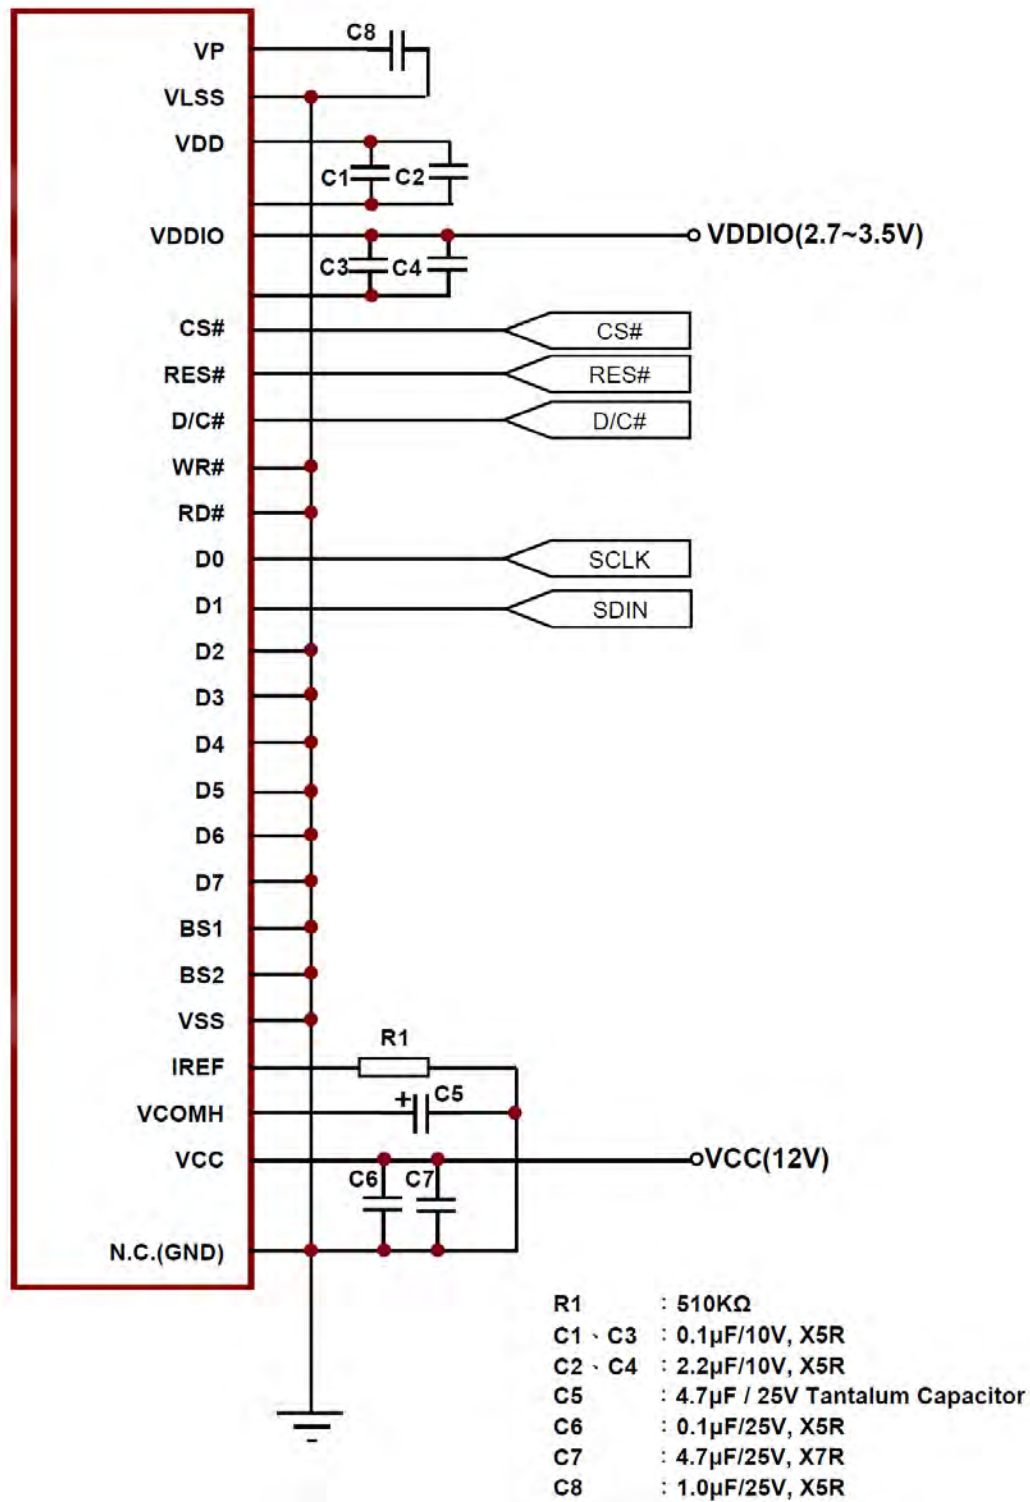 C8
VP
VLSS
VDD
C1 C2
VDDIO VDDIO(2.7~3.5V)
C3 C4
CS# CS#
RES# RES#
D/C# D/C#
WR#
RD#
D0 SCLK
D1 SDIN
D2
D3
D4
D5
D6
D7
BS1
BS2
VSS
R1
IREF
+ C5
VCOMH
VCC VCC(12V)
C6 C7
N.C.(GND)
R1 : 510KΩ
C1、C3 : 0.1µF/10V, X5R
C2、C4 : 2.2µF/10V, X5R
C5 : 4.7µF / 25V Tantalum Capacitor
C6 : 0.1µF/25V, X5R
C7 : 4.7µF/25V, X7R
C8 : 1.0µF/25V, X5R